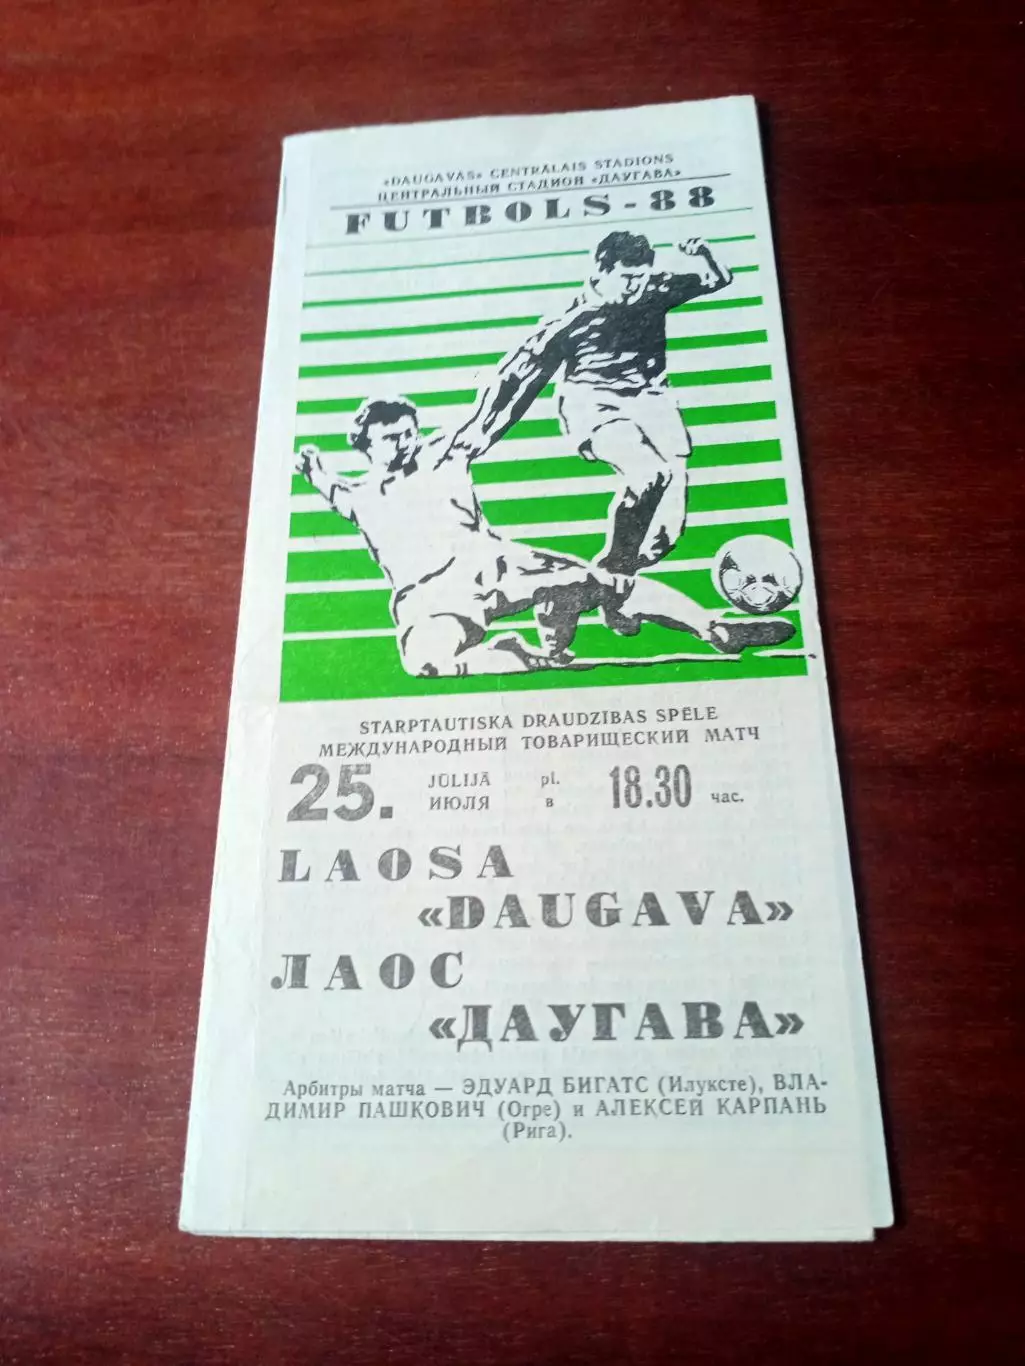 «DAUGAVAS» CENTRĀLAIS STADIONS
ЦЕНТРАЛЬНЫЙ СТАДИОН «ДАУГАВА»
FUTBOLS-88
STARPTAUTISKA DRAUDZĪBAS SPĒLE
МЕЖДУНАРОДНЫЙ ТОВАРИЩЕСКИЙ МАТЧ
25. JŪLIJĀ pl. 18.30
ИЮЛЯ в час.
LAOSA
«DAUGAVA»
ЛАОС
«ДАУГАВА»
Арбитры матча — ЭДУАРД БИГАТС (Илуксте), ВЛА-
ДИМИР ПАШКОВИЧ (Огре) и АЛЕКСЕЙ КАРПАНЬ
(Рига).